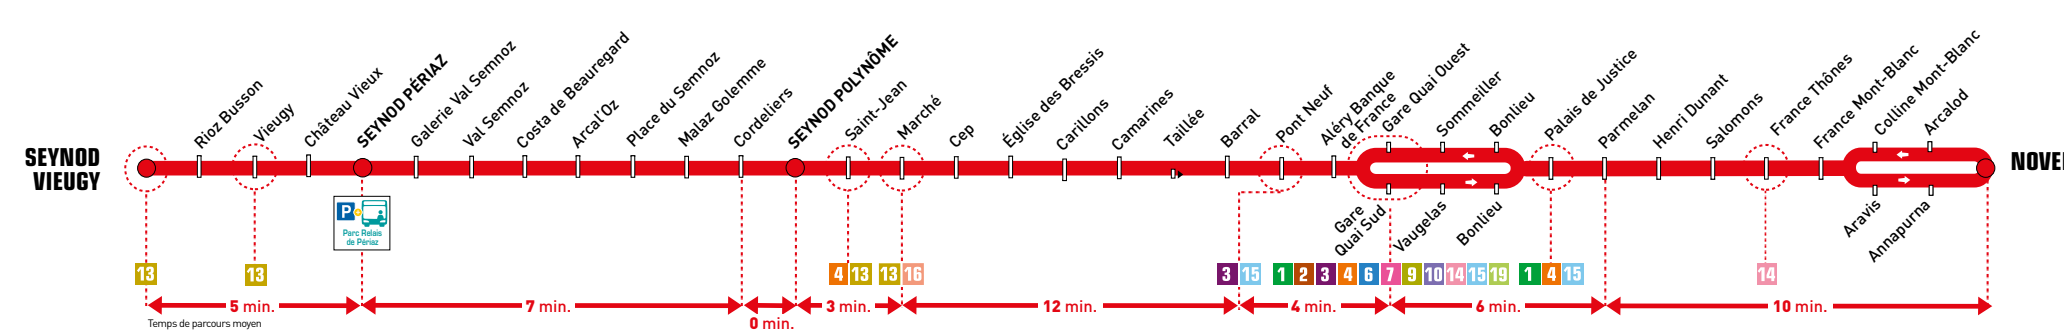 SEYNOD
VIEUGY
Rioz Busson
Vieugy
Château Vieux
SEYNOD PÉRIAZ
Galerie Val Semnoz
Val Semnoz
Costa de Beauregard
Arcal'Oz
Place du Semnoz
Malaz Golemme
Cordeliers
SEYNOD POLYNÔME
Saint-Jean
Marché
Cep
Église des Bressis
Carillons
Camarines
Taillée
Barral
Pont Neuf
Aléry Banque
de France
Gare Quai Ouest
Sommeiller
Bonlieu
Palais de Justice
Parmelan
Henri Dunant
Salomons
France Thônes
France Mont-Blanc
Colline Mont-Blanc
Arcalod
NOVEL
Gare
Quai Sud
Vaugelas
Bonlieu
Aravis
Annapurna
P+
Parc Relais
de Périaz
13
13
4 13
13 16
3 15
1 2 3 4 6 7 9 10 14 15 19
1 4 15
14
5 min.
7 min.
0 min.
3 min.
12 min.
4 min.
6 min.
10 min.
Temps de parcours moyen